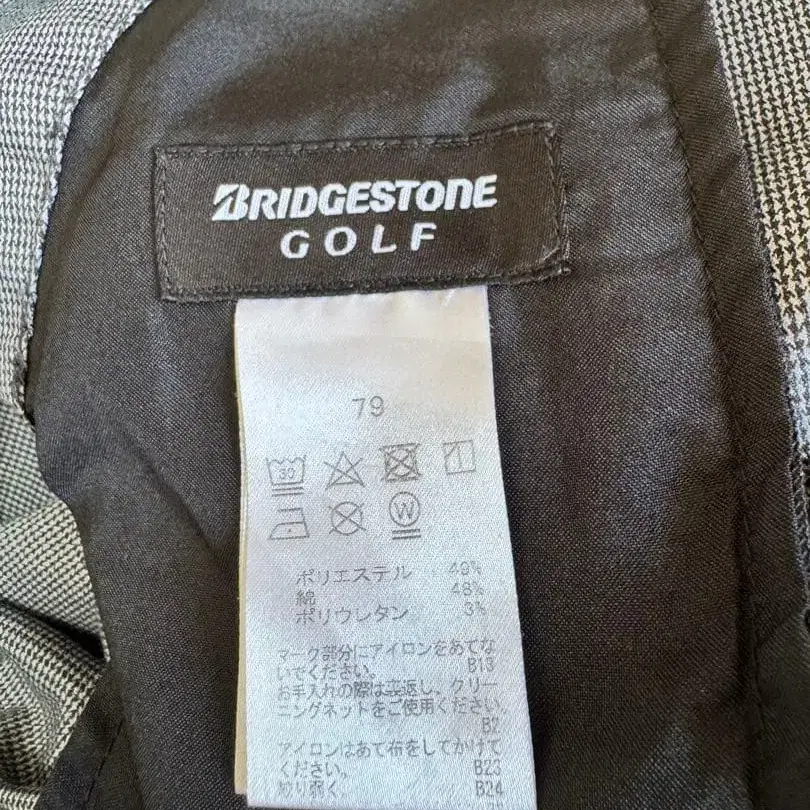 BRIDGESTONE
GOLF
79
30
W
ポリエステル 49%
綿 48%
ポリウレタン 3%
マーク部分にアイロンをあてな
いでください。 B13
お手入れの際は裏返し、クリー
ニングネットをご使用ください。
B2
アイロンはあて布をしてかけて
ください。 B23
絞り弱く。 B24